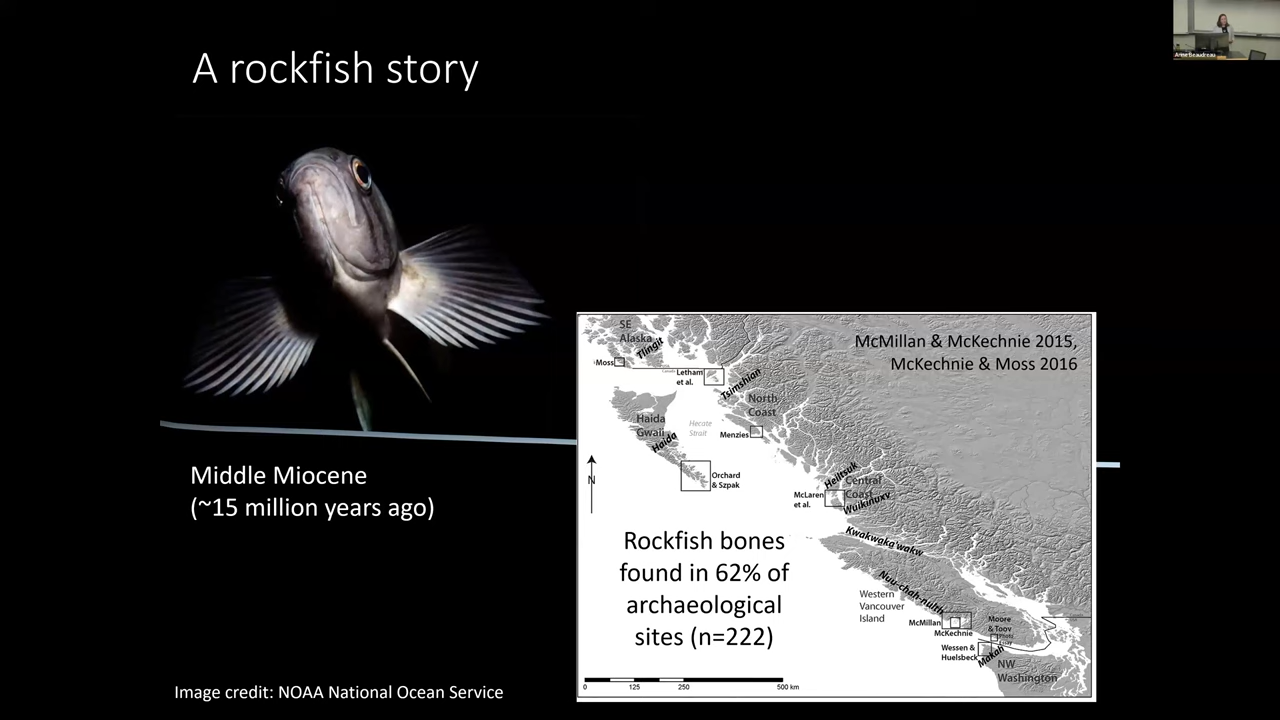 A rockfish story
Anne Beaudreau
Middle Miocene
(~15 million years ago)
Image credit: NOAA National Ocean Service
McMillan & McKechnie 2015,
McKechnie & Moss 2016
SE
Alaska
Tlingit
Moss
Letham
et al.
Tsimshian
North
Coast
Haida
Gwaii
Haida
Hecate
Strait
Menzies
N
Orchard
& Szpak
Heiltsuk
Central
Coast
McLaren
et al.
Wuikinuxv
Kwakwaka'wakw
Rockfish bones
found in 62% of
archaeological
sites (n=222)
Nuu-chah-nulth
Western
Vancouver
Island
McMillan
McKechnie
Moore
& Toov
Wessen &
Huelsbeck
Makah
NW
Washington
0 125 250 500 km